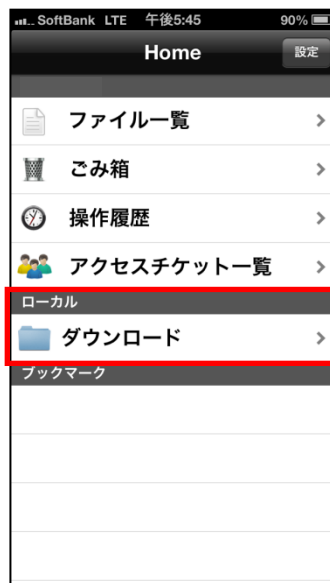 SoftBank LTE 午後5:45 90%
Home 設定
ファイル一覧
ごみ箱
操作履歴
アクセスチケット一覧
ローカル
ダウンロード
ブックマーク